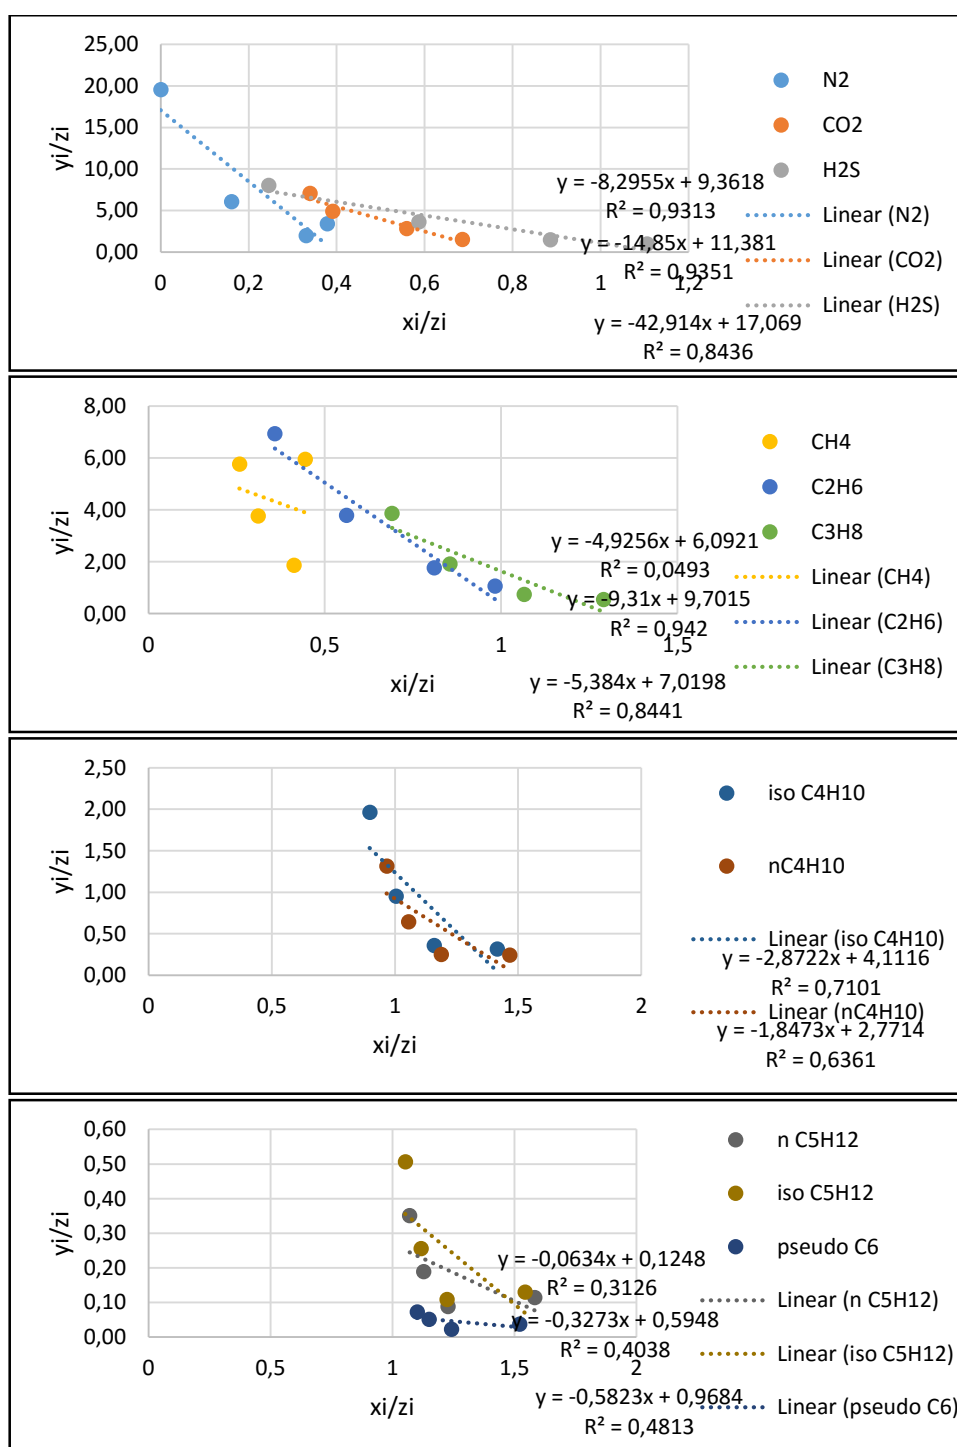 25,00
20,00
15,00
10,00
5,00
0,00
yi/zi
0
0,2
0,4
0,6
0,8
1
1,2
xi/zi
y = -8,2955x + 9,3618
R² = 0,9313
y = -14,85x + 11,381
R² = 0,9351
y = -42,914x + 17,069
R² = 0,8436
N2
CO2
H2S
Linear (N2)
Linear (CO2)
Linear (H2S)
8,00
6,00
4,00
2,00
0,00
yi/zi
0
0,5
1
1,5
xi/zi
y = -4,9256x + 6,0921
R² = 0,0493
y = -9,31x + 9,7015
R² = 0,942
y = -5,384x + 7,0198
R² = 0,8441
CH4
C2H6
C3H8
Linear (CH4)
Linear (C2H6)
Linear (C3H8)
2,50
2,00
1,50
1,00
0,50
0,00
yi/zi
0
0,5
1
1,5
2
xi/zi
iso C4H10
nC4H10
Linear (iso C4H10)
y = -2,8722x + 4,1116
R² = 0,7101
Linear (nC4H10)
y = -1,8473x + 2,7714
R² = 0,6361
0,60
0,50
0,40
0,30
0,20
0,10
0,00
yi/zi
0
0,5
1
1,5
2
xi/zi
y = -0,0634x + 0,1248
R² = 0,3126
y = -0,3273x + 0,5948
R² = 0,4038
y = -0,5823x + 0,9684
R² = 0,4813
n C5H12
iso C5H12
pseudo C6
Linear (n C5H12)
Linear (iso C5H12)
Linear (pseudo C6)